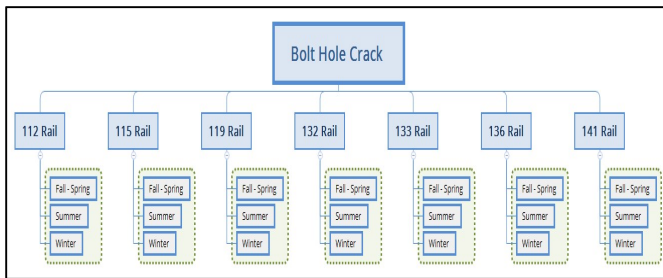 Bolt Hole Crack
112 Rail 115 Rail 119 Rail 132 Rail 133 Rail 136 Rail 141 Rail
Fall - Spring Fall - Spring Fall - Spring Fall - Spring Fall - Spring Fall - Spring Fall - Spring
Summer Summer Summer Summer Summer Summer Summer
Winter Winter Winter Winter Winter Winter Winter